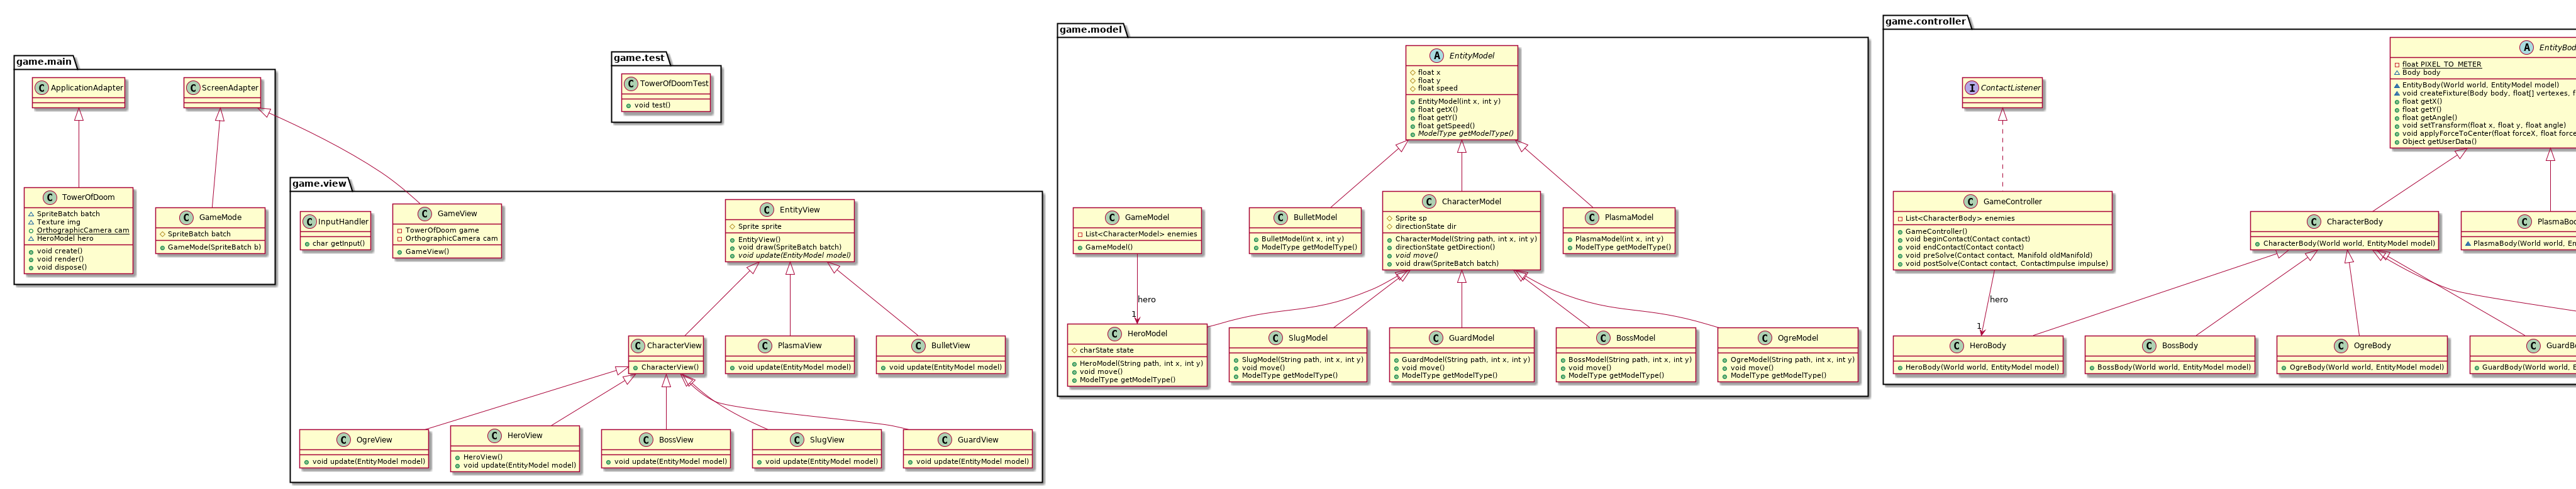 game.main
C ApplicationAdapter
C ScreenAdapter
C TowerOfDoom
SpriteBatch batch
Texture img
OrthographicCamera cam
HeroModel hero
void create()
void render()
void dispose()
C GameMode
SpriteBatch batch
GameMode(SpriteBatch b)
game.test
C TowerOfDoomTest
void test()
game.view
C InputHandler
char getInput()
C GameView
TowerOfDoom game
OrthographicCamera cam
GameView()
C EntityView
Sprite sprite
EntityView()
void draw(SpriteBatch batch)
void update(EntityModel model)
C CharacterView
CharacterView()
C PlasmaView
void update(EntityModel model)
C BulletView
void update(EntityModel model)
C OgreView
void update(EntityModel model)
C HeroView
HeroView()
void update(EntityModel model)
C BossView
void update(EntityModel model)
C SlugView
void update(EntityModel model)
C GuardView
void update(EntityModel model)
game.model
A EntityModel
float x
float y
float speed
EntityModel(int x, int y)
float getX()
float getY()
float getSpeed()
ModelType getModelType()
C GameModel
List<CharacterModel> enemies
GameModel()
C BulletModel
BulletModel(int x, int y)
ModelType getModelType()
C CharacterModel
Sprite sp
directionState dir
CharacterModel(String path, int x, int y)
directionState getDirection()
void move()
void draw(SpriteBatch batch)
C PlasmaModel
PlasmaModel(int x, int y)
ModelType getModelType()
hero
1
C HeroModel
charState state
HeroModel(String path, int x, int y)
void move()
ModelType getModelType()
C SlugModel
SlugModel(String path, int x, int y)
void move()
ModelType getModelType()
C GuardModel
GuardModel(String path, int x, int y)
void move()
ModelType getModelType()
C BossModel
BossModel(String path, int x, int y)
void move()
ModelType getModelType()
C OgreModel
OgreModel(String path, int x, int y)
void move()
ModelType getModelType()
game.controller
I ContactListener
A EntityBod
float PIXEL_TO_METER
Body body
EntityBody(World world, EntityModel model)
void createFixture(Body body, float[] vertexes, f
float getX()
float getY()
float getAngle()
void setTransform(float x, float y, float angle)
void applyForceToCenter(float forceX, float force
Object getUserData()
C GameController
List<CharacterBody> enemies
GameController()
void beginContact(Contact contact)
void endContact(Contact contact)
void preSolve(Contact contact, Manifold oldManifold)
void postSolve(Contact contact, ContactImpulse impulse)
C CharacterBody
CharacterBody(World world, EntityModel model)
C PlasmaBod
PlasmaBody(World world, En
hero
1
C HeroBody
HeroBody(World world, EntityModel model)
C BossBody
BossBody(World world, EntityModel model)
C OgreBody
OgreBody(World world, EntityModel model)
C GuardB
GuardBody(World world, E